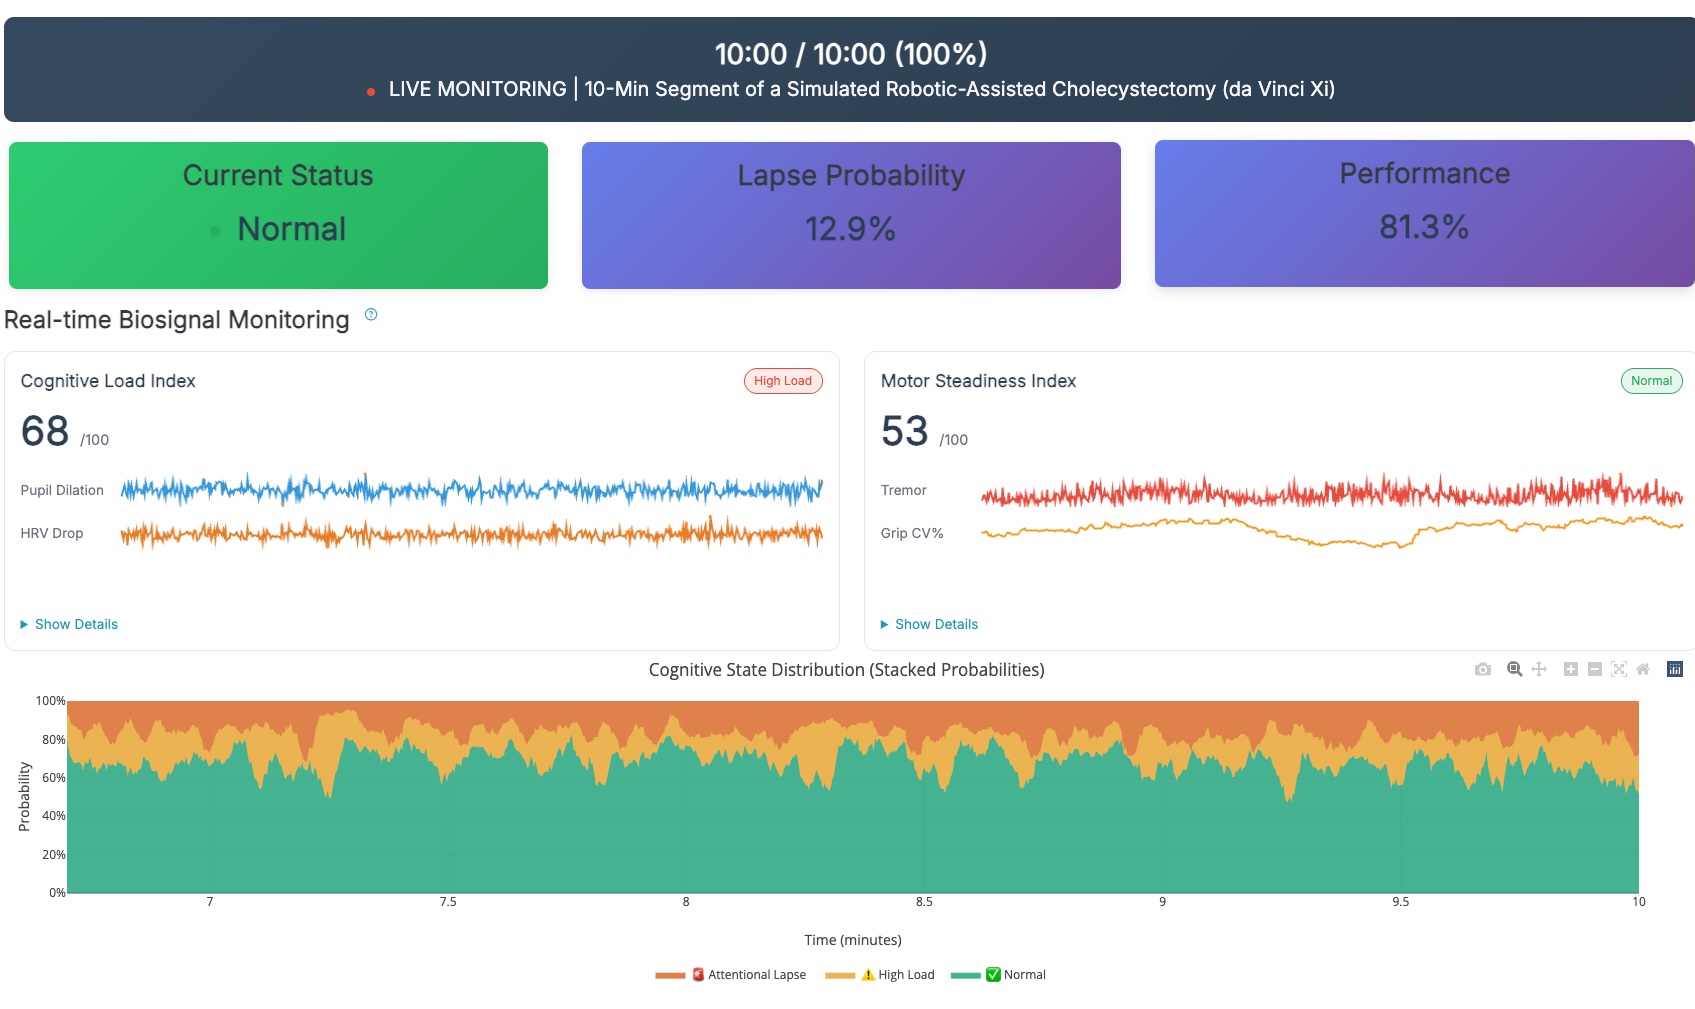 10:00 / 10:00 (100%)
LIVE MONITORING | 10-Min Segment of a Simulated Robotic-Assisted Cholecystectomy (da Vinci Xi)
Current Status
Normal
Lapse Probability
12.9%
Performance
81.3%
Real-time Biosignal Monitoring ?
Cognitive Load Index
High Load
68 /100
Pupil Dilation
HRV Drop
▶ Show Details
Motor Steadiness Index
Normal
53 /100
Tremor
Grip CV%
▶ Show Details
Cognitive State Distribution (Stacked Probabilities)
Probability
100%
80%
60%
40%
20%
0%
7 7.5 8 8.5 9 9.5 10
Time (minutes)
🚨 Attentional Lapse ⚠️ High Load ✅ Normal